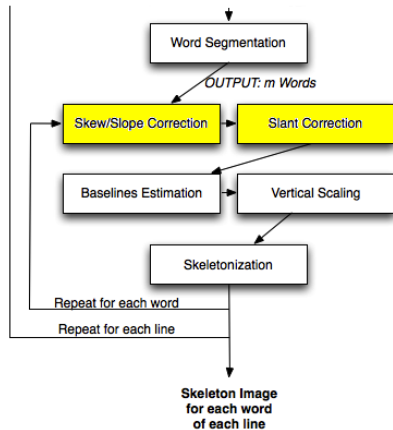 Word Segmentation
OUTPUT: m Words
Skew/Slope Correction
Slant Correction
Baselines Estimation
Vertical Scaling
Skeletonization
Repeat for each word
Repeat for each line
Skeleton Image
for each word
of each line